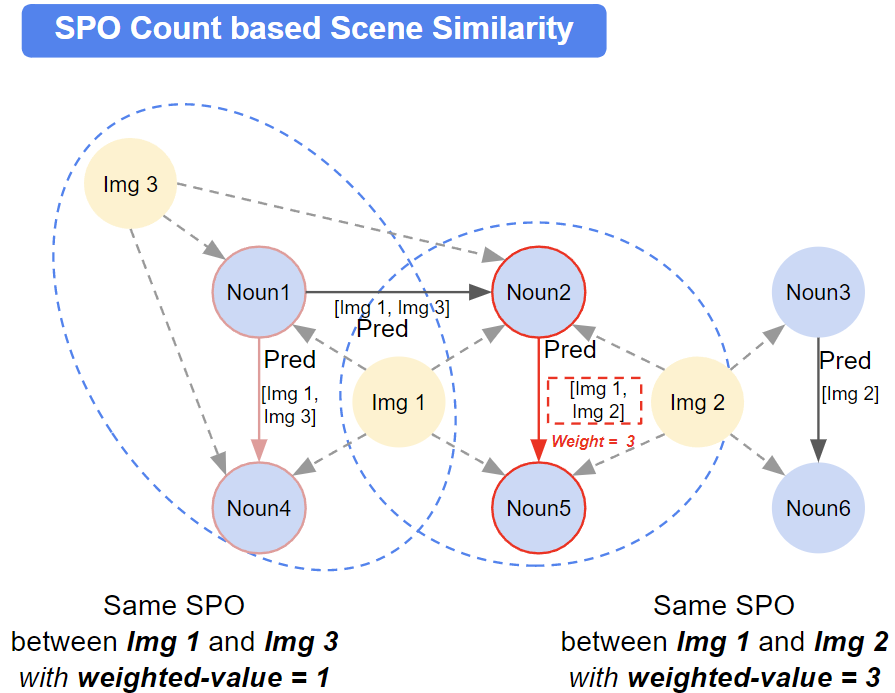 SPO Count based Scene Similarity
Img 3
Noun1
Noun2
Noun3
[Img 1, Img 3]
Pred
Pred
[Img 1,
Img 3]
Img 1
Pred
[Img 1,
Img 2]
Weight = 3
Img 2
Pred
[Img 2]
Noun4
Noun5
Noun6
Same SPO
between Img 1 and Img 3
with weighted-value = 1
Same SPO
between Img 1 and Img 2
with weighted-value = 3